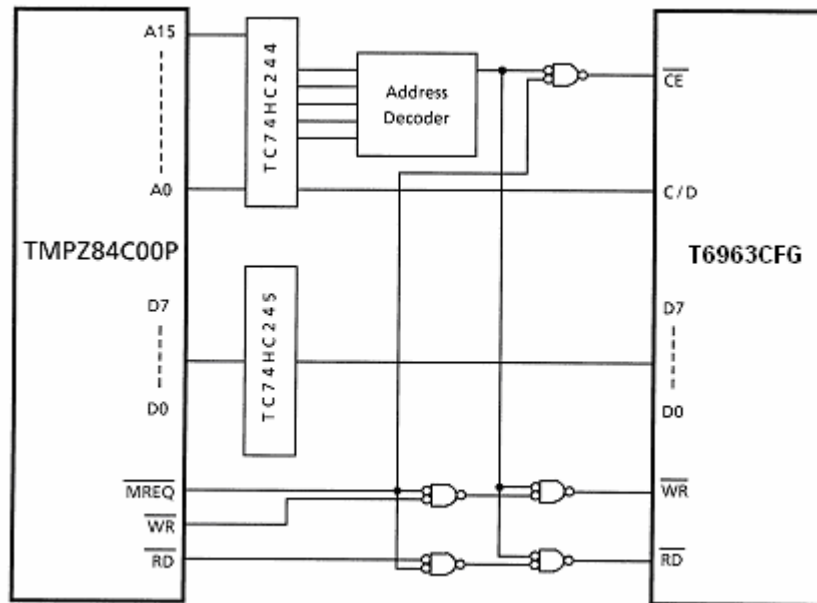 A15
A0
TMPZ84C00P
D7
D0
MREQ
WR
RD
TC74HC244
Address
Decoder
TC74HC245
CE
C / D
T6963CFG
D7
D0
WR
RD